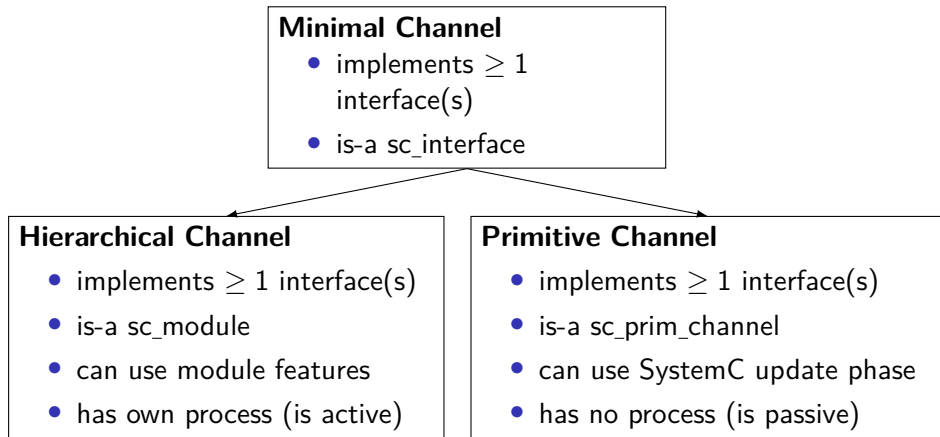 Minimal Channel
• implements ≥ 1
interface(s)
• is-a sc_interface
Hierarchical Channel
• implements ≥ 1 interface(s)
• is-a sc_module
• can use module features
• has own process (is active)
Primitive Channel
• implements ≥ 1 interface(s)
• is-a sc_prim_channel
• can use SystemC update phase
• has no process (is passive)